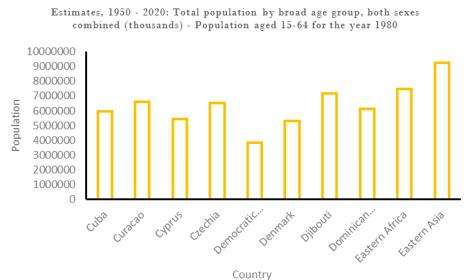 Estimates, 1950 - 2020: Total population by broad age group, both sexes
combined (thousands) - Population aged 15-64 for the year 1980
10000000
9000000
8000000
7000000
6000000
5000000
4000000
3000000
2000000
1000000
0
Population
Cuba
Curacao
Cyprus
Czechia
Democratic...
Denmark
Djibouti
Dominican...
Eastern Africa
Eastern Asia
Country